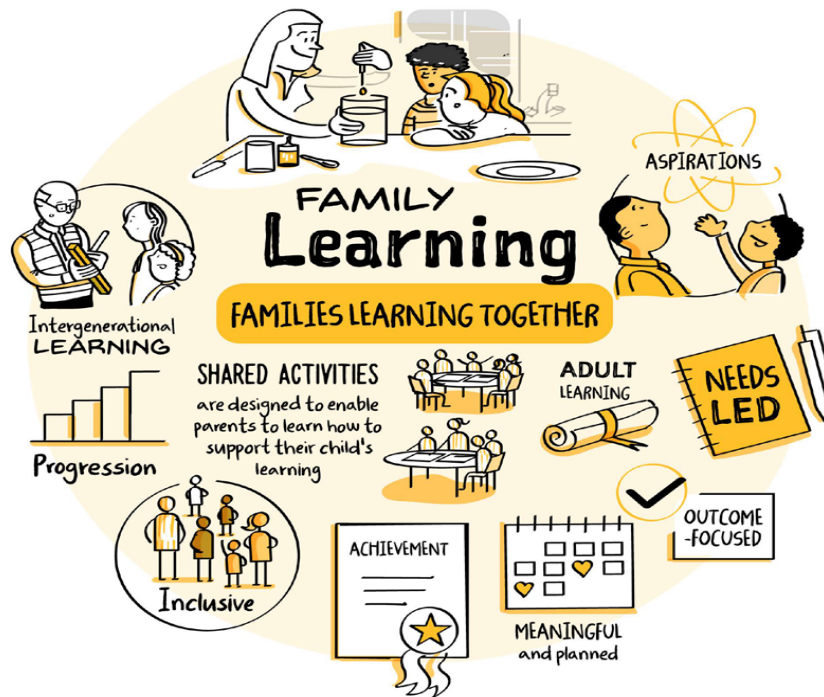 ASPIRATIONS
FAMILY
Learning
FAMILIES LEARNING TOGETHER
Intergenerational
LEARNING
SHARED ACTIVITIES
are designed to enable
parents to learn how to
support their child's
learning
ADULT
LEARNING
NEEDS
LED
Progression
OUTCOME
-FOCUSED
Inclusive
ACHIEVEMENT
MEANINGFUL
and planned